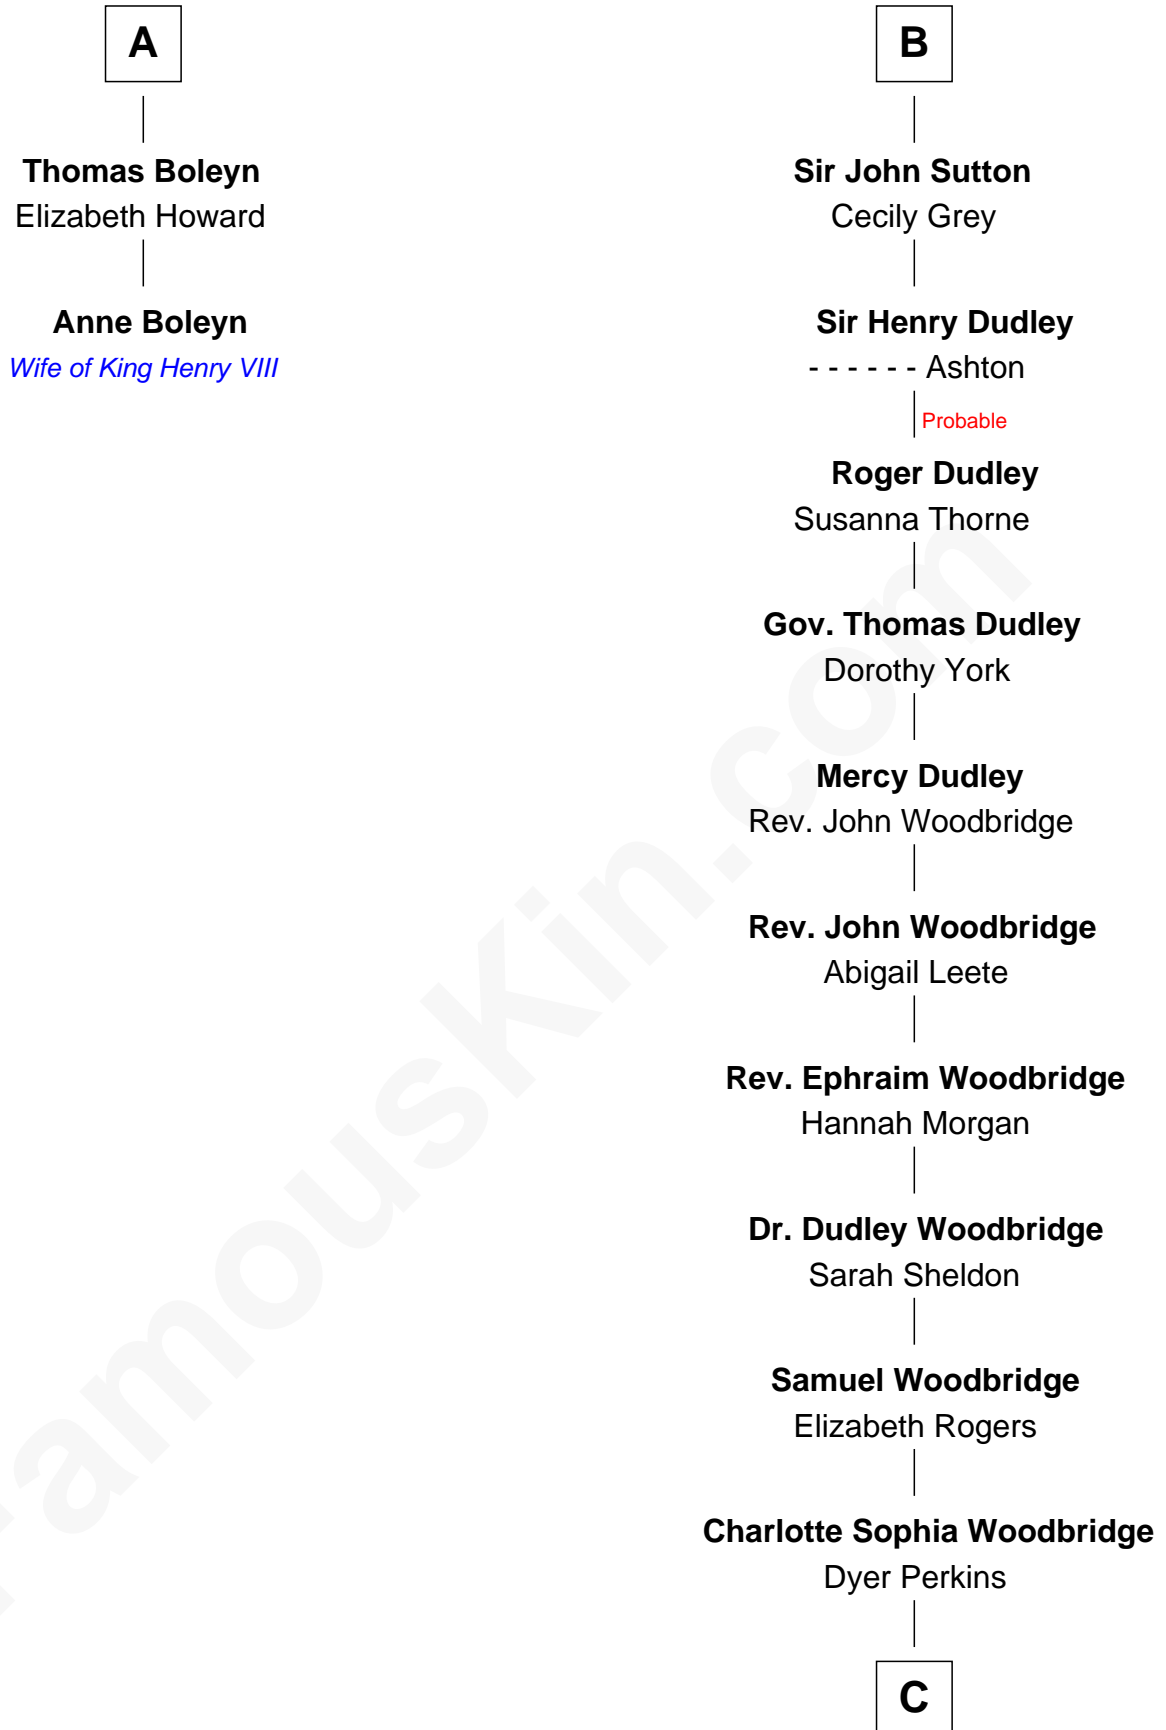 A
Thomas Boleyn
Elizabeth Howard
Anne Boleyn
Wife of King Henry VIII
B
Sir John Sutton
Cecily Grey
Sir Henry Dudley
- - - - - - Ashton
Probable
Roger Dudley
Susanna Thorne
Gov. Thomas Dudley
Dorothy York
Mercy Dudley
Rev. John Woodbridge
Rev. John Woodbridge
Abigail Leete
Rev. Ephraim Woodbridge
Hannah Morgan
Dr. Dudley Woodbridge
Sarah Sheldon
Samuel Woodbridge
Elizabeth Rogers
Charlotte Sophia Woodbridge
Dyer Perkins
C
FamousKin.com